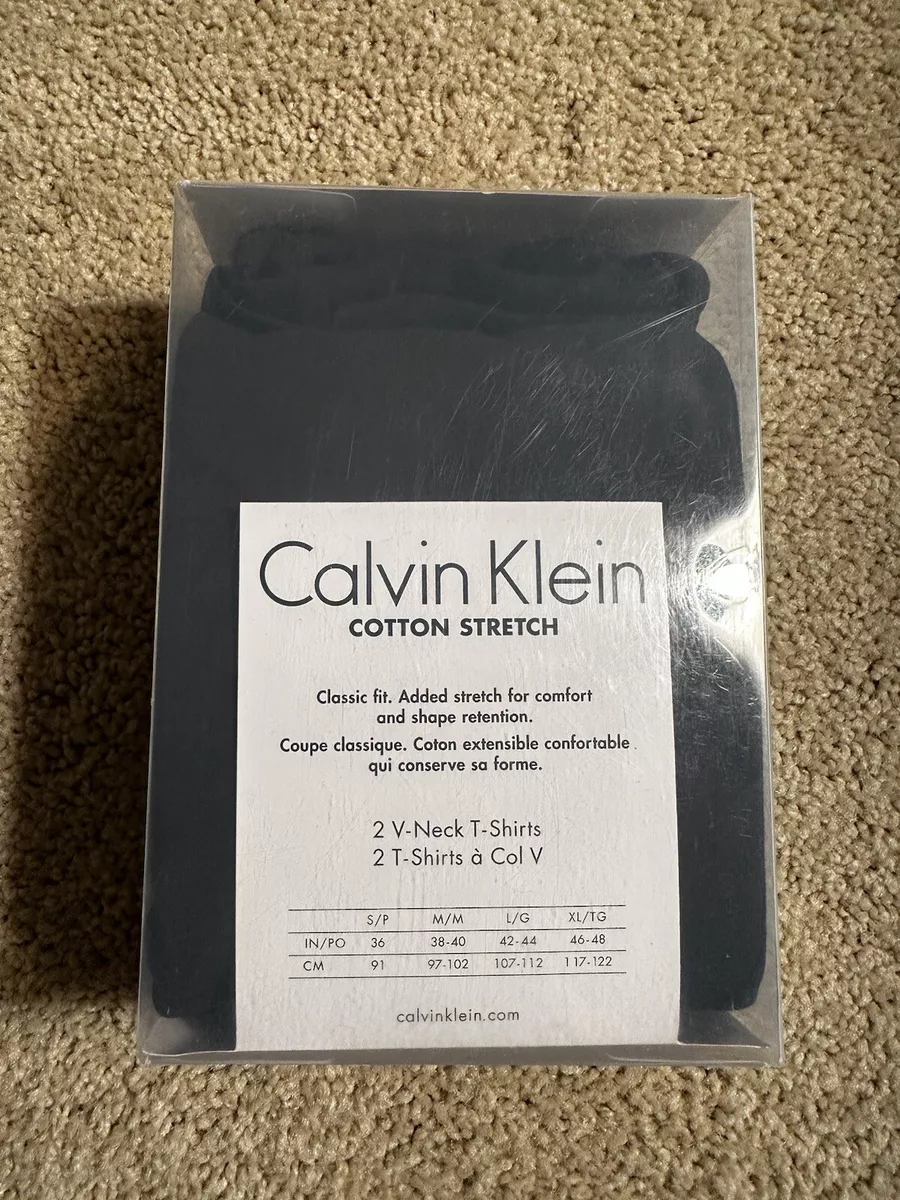 Calvin Klein
COTTON STRETCH
Classic fit. Added stretch for comfort
and shape retention.
Coupe classique. Coton extensible confortable
qui conserve sa forme.
2 V-Neck T-Shirts
2 T-Shirts à Col V
S/P M/M L/G XL/TG
IN/PO 36 38-40 42-44 46-48
CM 91 97-102 107-112 117-122
calvinklein.com